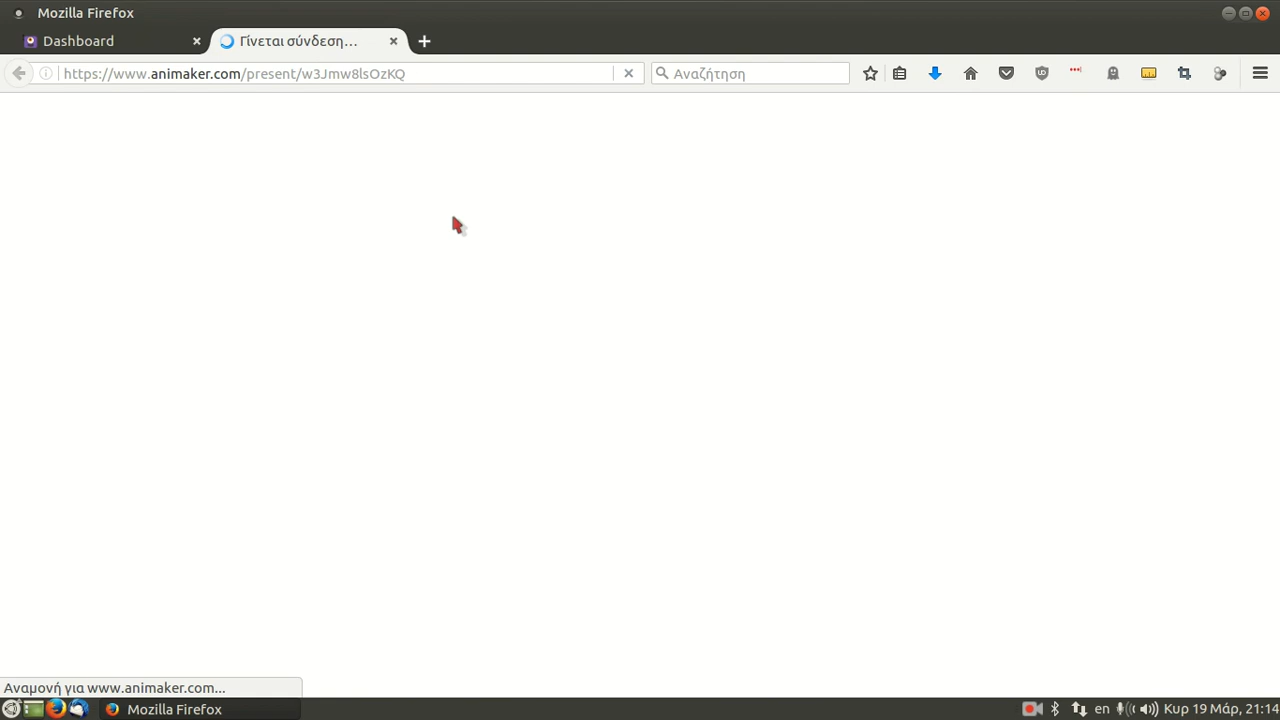 Mozilla Firefox
Dashboard
Γίνεται σύνδεση...
https://www.animaker.com/present/w3Jmw8lsOzKQ
Αναζήτηση
Αναμονή για www.animaker.com...
Mozilla Firefox
en
Κυρ 19 Μάρ, 21:14